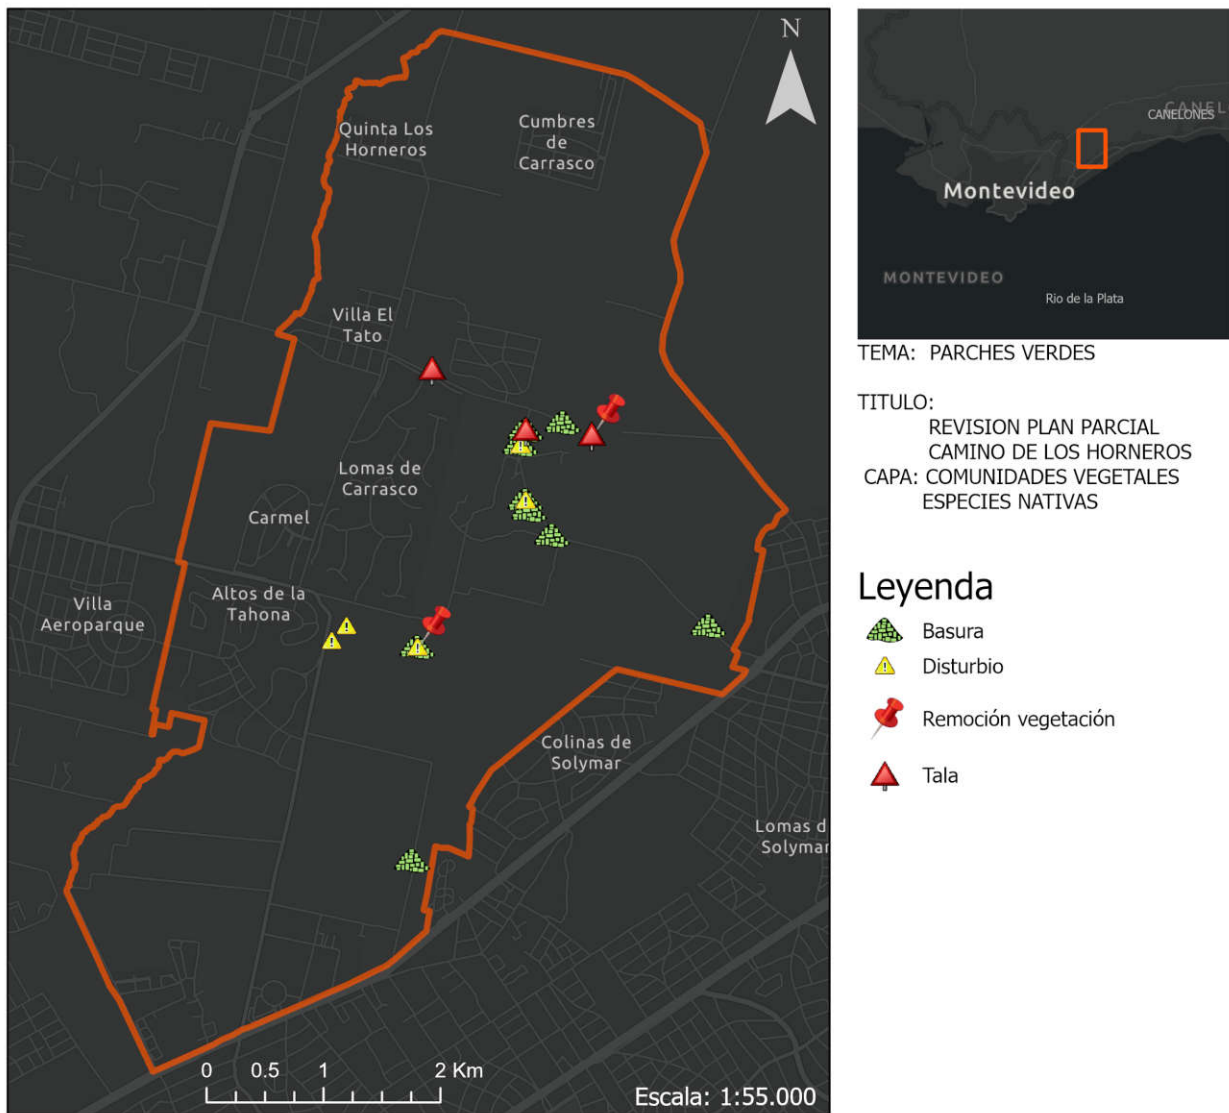 N
Quinta Los
Horneros
Cumbres
de
Carrasco
Villa El
Tato
Lomas de
Carrasco
Carmel
Altos de la
Tahona
Villa
Aeroparque
Colinas de
Solymar
Lomas d
Solymar
0 0.5 1 2 Km
Escala: 1:55.000
CANEL
CANELONES
Montevideo
MONTEVIDEO
Rio de la Plata
TEMA: PARCHES VERDES
TITULO:
REVISION PLAN PARCIAL
CAMINO DE LOS HORNEROS
CAPA: COMUNIDADES VEGETALES
ESPECIES NATIVAS
Leyenda
Basura
Disturbio
Remoción vegetación
Tala